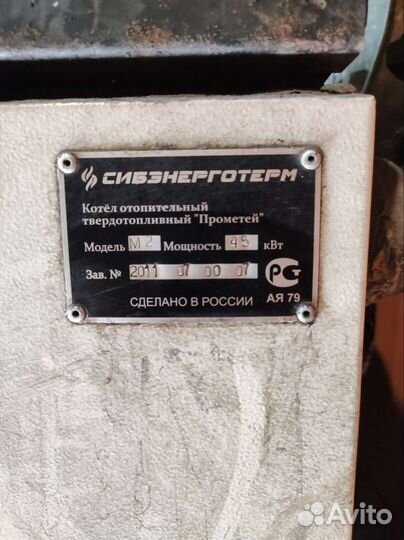 СИБЭНЕРГОТЕРМ
Котёл отопительный
твердотопливный "Прометей"
Модель М2 Мощность 45 кВт
Зав. № 2011 07 00 07
РСТ
СДЕЛАНО В РОССИИ АЯ 79
Avito